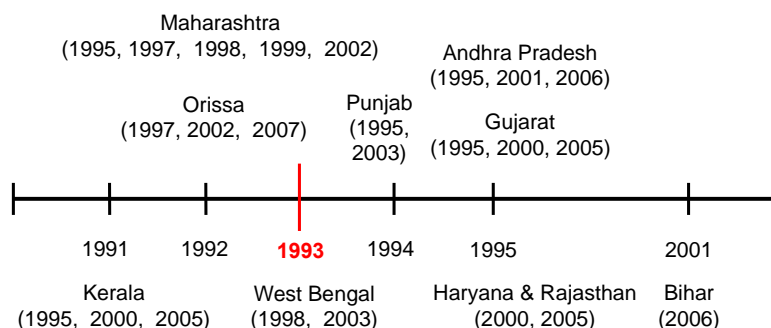 Maharashtra
(1995, 1997, 1998, 1999, 2002)
Andhra Pradesh
(1995, 2001, 2006)
Orissa
(1997, 2002, 2007)
Punjab
(1995,
2003)
Gujarat
(1995, 2000, 2005)
1991 1992 1993 1994 1995 2001
Kerala
(1995, 2000, 2005)
West Bengal
(1998, 2003)
Haryana & Rajasthan
(2000, 2005)
Bihar
(2006)